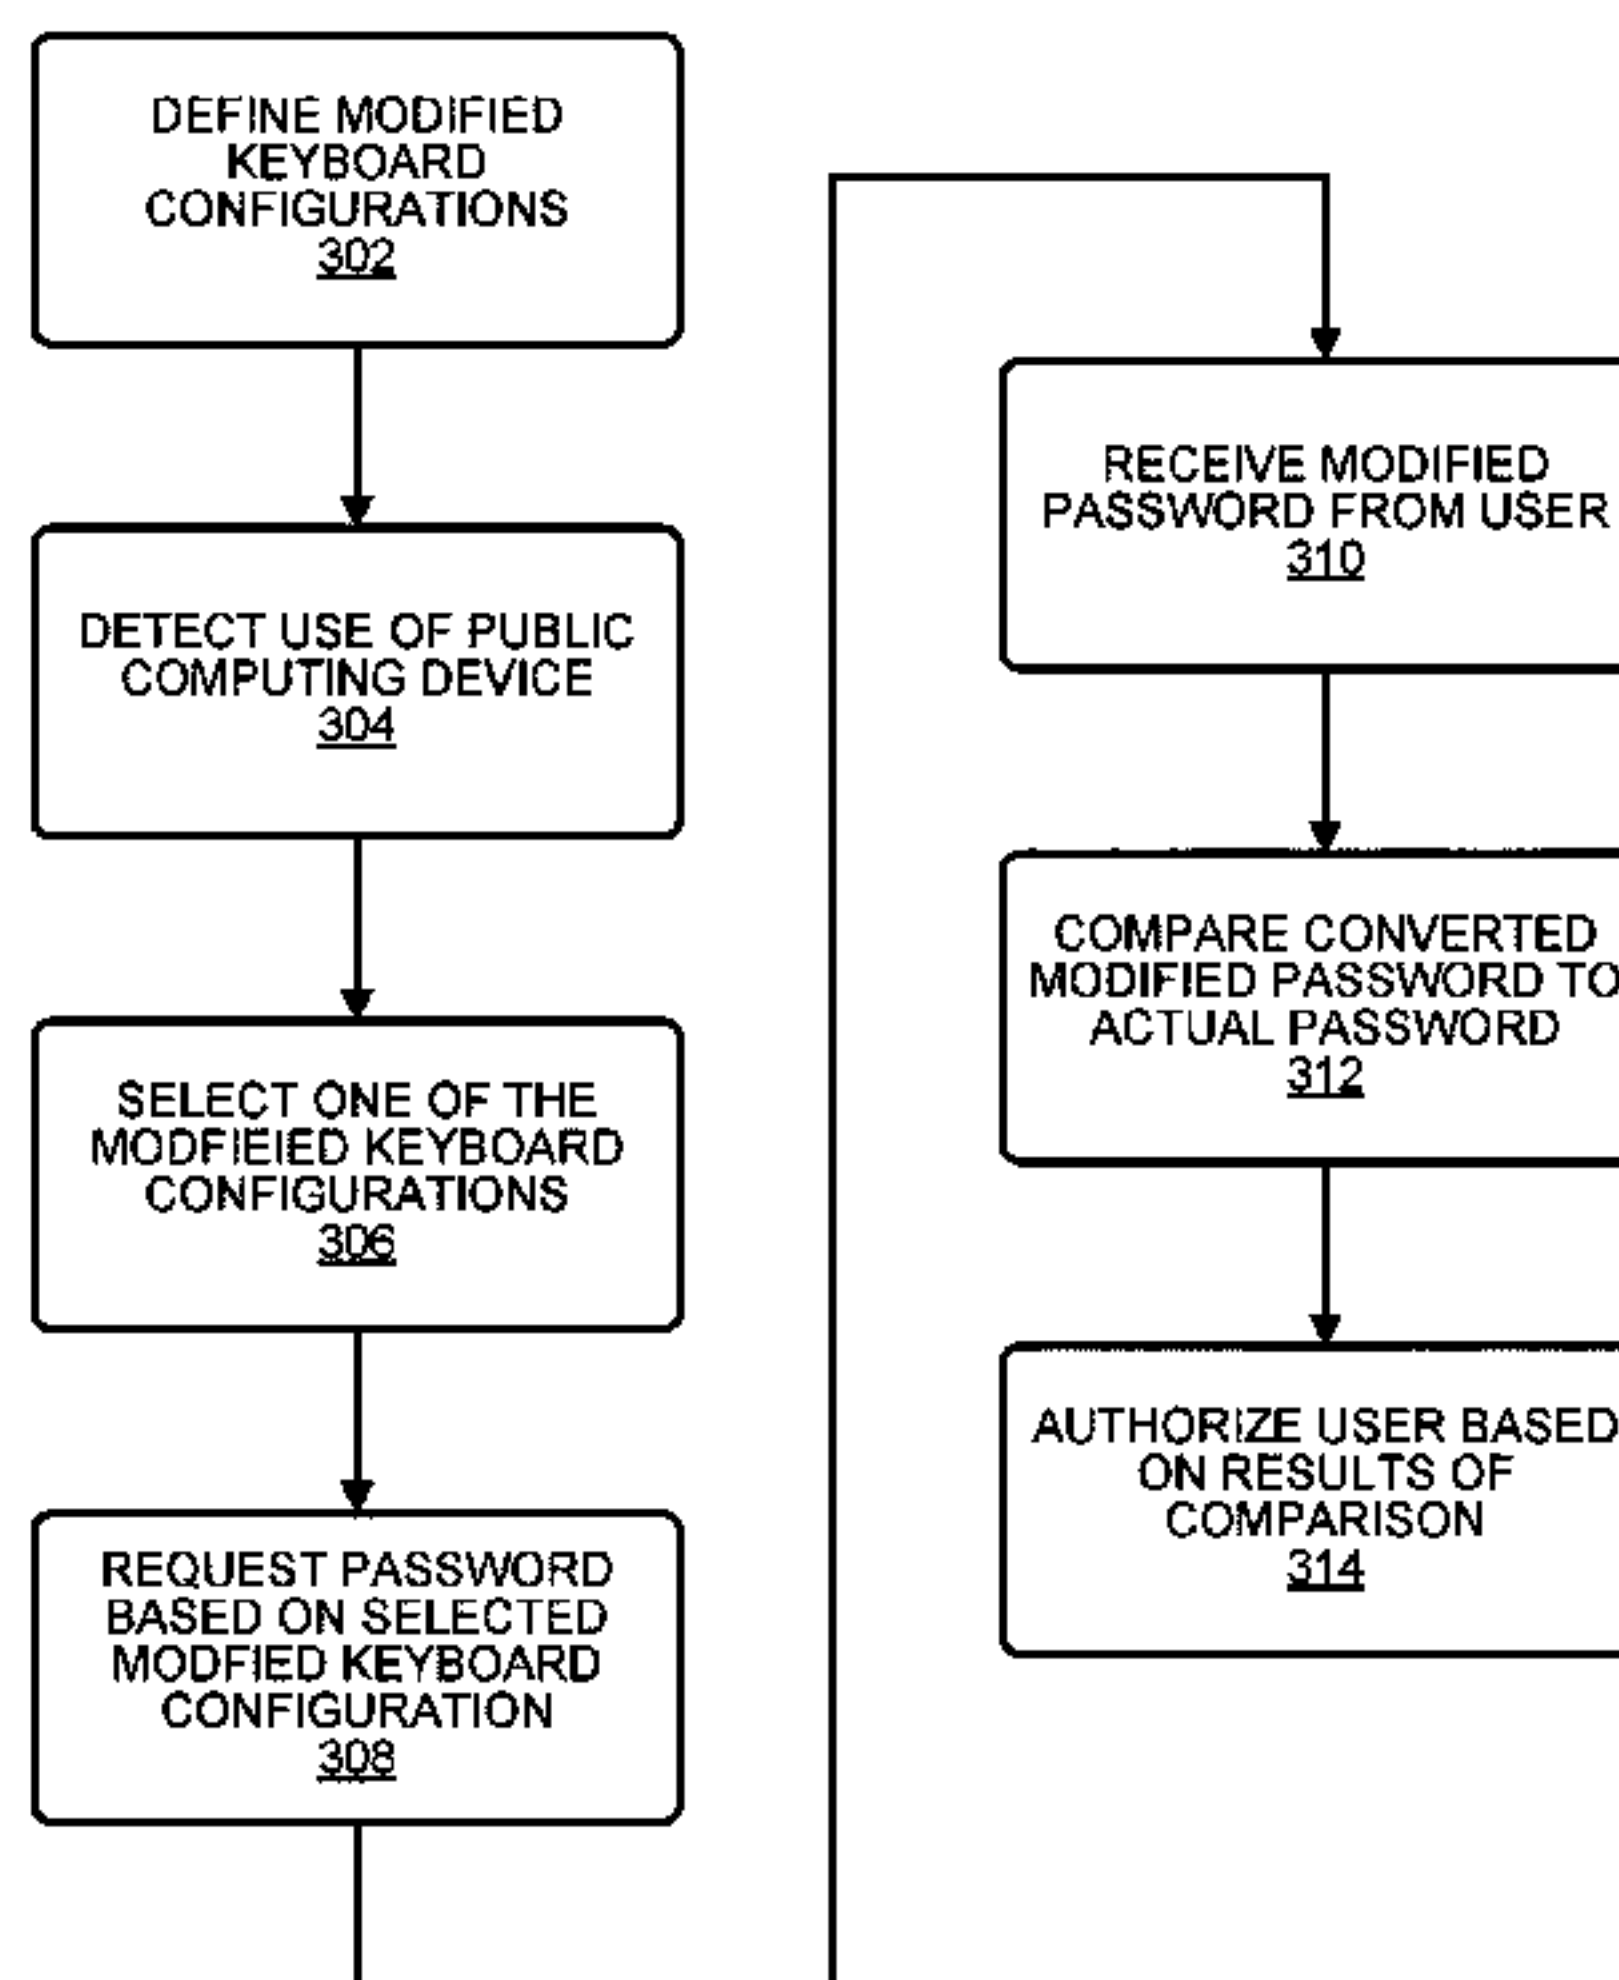 DEFINE MODIFIED
KEYBOARD
CONFIGURATIONS
302
DETECT USE OF PUBLIC
COMPUTING DEVICE
304
SELECT ONE OF THE
MODFIEIED KEYBOARD
CONFIGURATIONS
306
REQUEST PASSWORD
BASED ON SELECTED
MODFIED KEYBOARD
CONFIGURATION
308
RECEIVE MODIFIED
PASSWORD FROM USER
310
COMPARE CONVERTED
MODIFIED PASSWORD TO
ACTUAL PASSWORD
312
AUTHORIZE USER BASED
ON RESULTS OF
COMPARISON
314